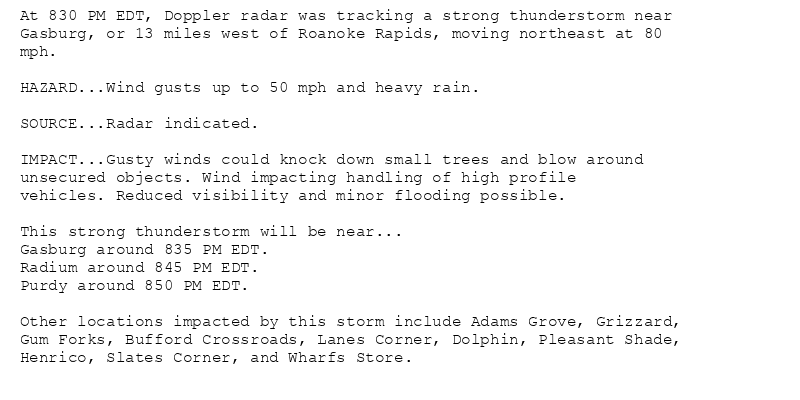 At 830 PM EDT, Doppler radar was tracking a strong thunderstorm near
Gasburg, or 13 miles west of Roanoke Rapids, moving northeast at 80
mph.
HAZARD...Wind gusts up to 50 mph and heavy rain.
SOURCE...Radar indicated.
IMPACT...Gusty winds could knock down small trees and blow around
unsecured objects. Wind impacting handling of high profile
vehicles. Reduced visibility and minor flooding possible.
This strong thunderstorm will be near...
Gasburg around 835 PM EDT.
Radium around 845 PM EDT.
Purdy around 850 PM EDT.
Other locations impacted by this storm include Adams Grove, Grizzard,
Gum Forks, Bufford Crossroads, Lanes Corner, Dolphin, Pleasant Shade,
Henrico, Slates Corner, and Wharfs Store.